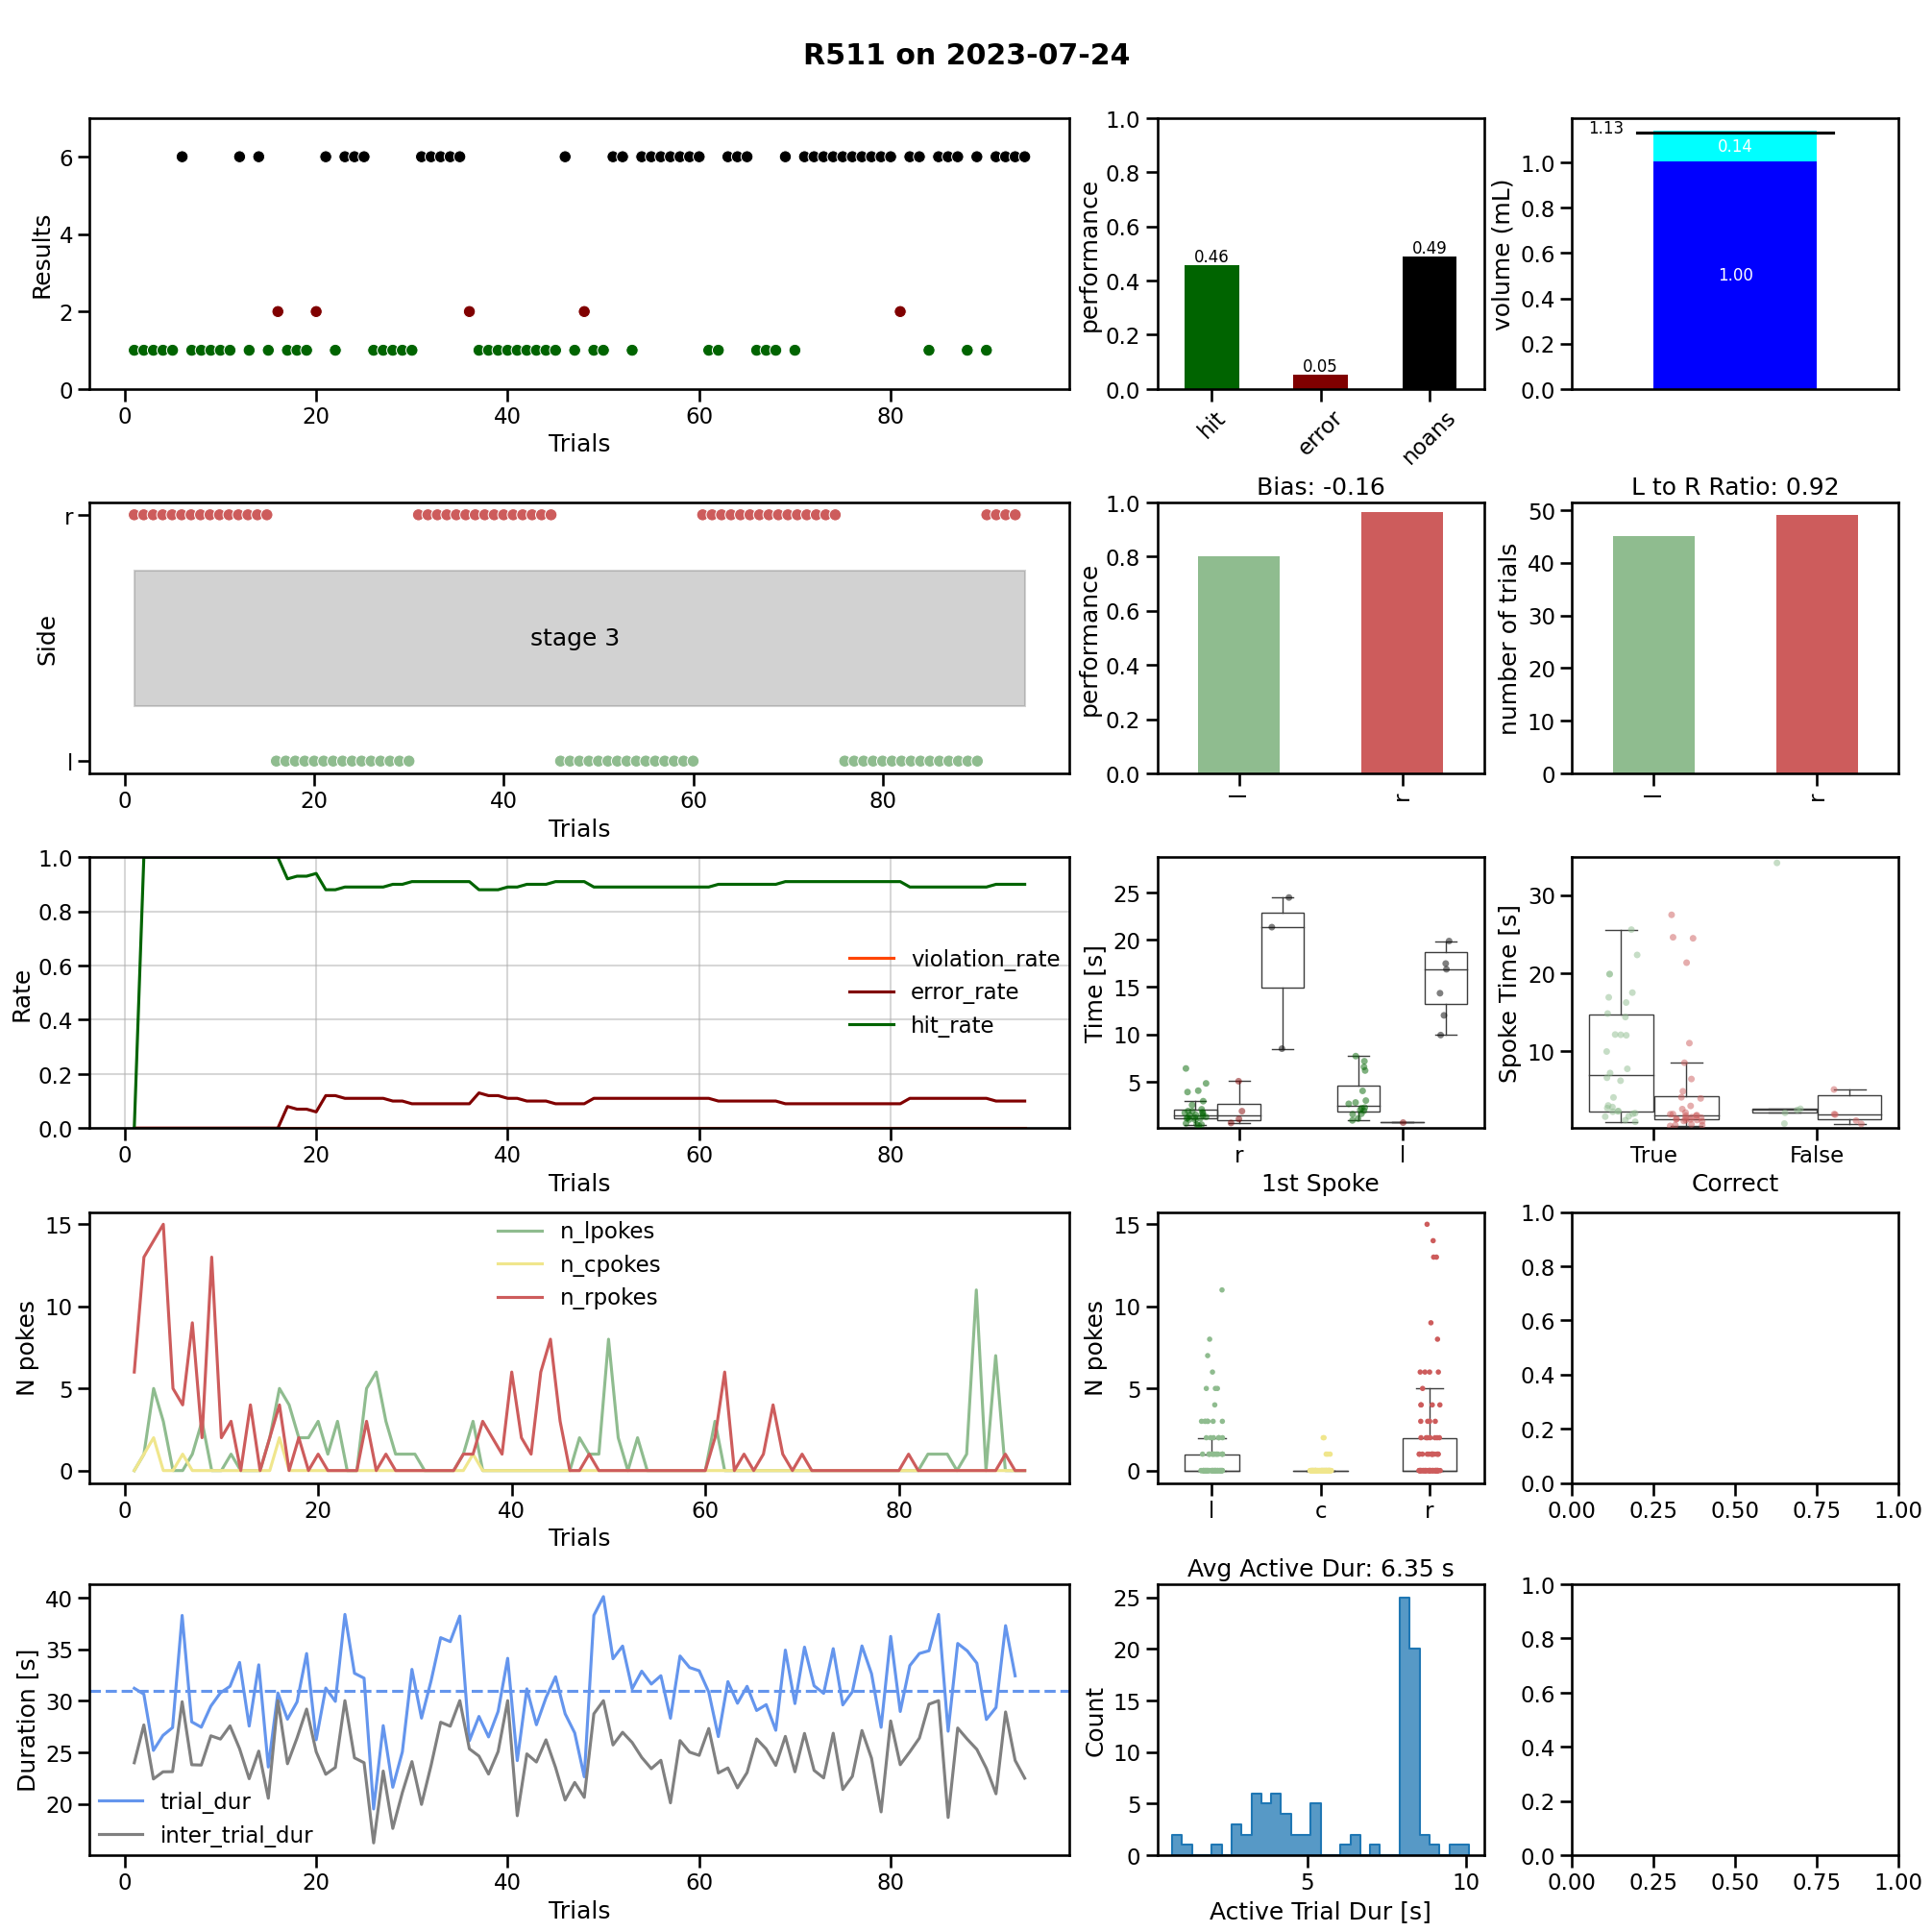 R511 on 2023-07-24
Results
0
2
4
6
0
20
40
60
80
Trials
performance
0.0
0.2
0.4
0.6
0.8
1.0
0.46
0.05
0.49
hit
error
noans
volume (mL)
0.0
0.2
0.4
0.6
0.8
1.0
1.13
0.14
1.00
Side
r
l
stage 3
0
20
40
60
80
Trials
Bias: -0.16
performance
0.0
0.2
0.4
0.6
0.8
1.0
l
r
L to R Ratio: 0.92
number of trials
0
10
20
30
40
50
l
r
Rate
0.0
0.2
0.4
0.6
0.8
1.0
violation_rate
error_rate
hit_rate
0
20
40
60
80
Trials
Time [s]
5
10
15
20
25
r
l
1st Spoke
Spoke Time [s]
10
20
30
True
False
Correct
N pokes
0
5
10
15
n_lpokes
n_cpokes
n_rpokes
0
20
40
60
80
Trials
N pokes
0
5
10
15
l
c
r
0.0
0.2
0.4
0.6
0.8
1.0
0.00
0.25
0.50
0.75
1.00
Duration [s]
20
25
30
35
40
trial_dur
inter_trial_dur
0
20
40
60
80
Trials
Avg Active Dur: 6.35 s
Count
0
5
10
15
20
25
5
10
Active Trial Dur [s]
0.0
0.2
0.4
0.6
0.8
1.0
0.00
0.25
0.50
0.75
1.00